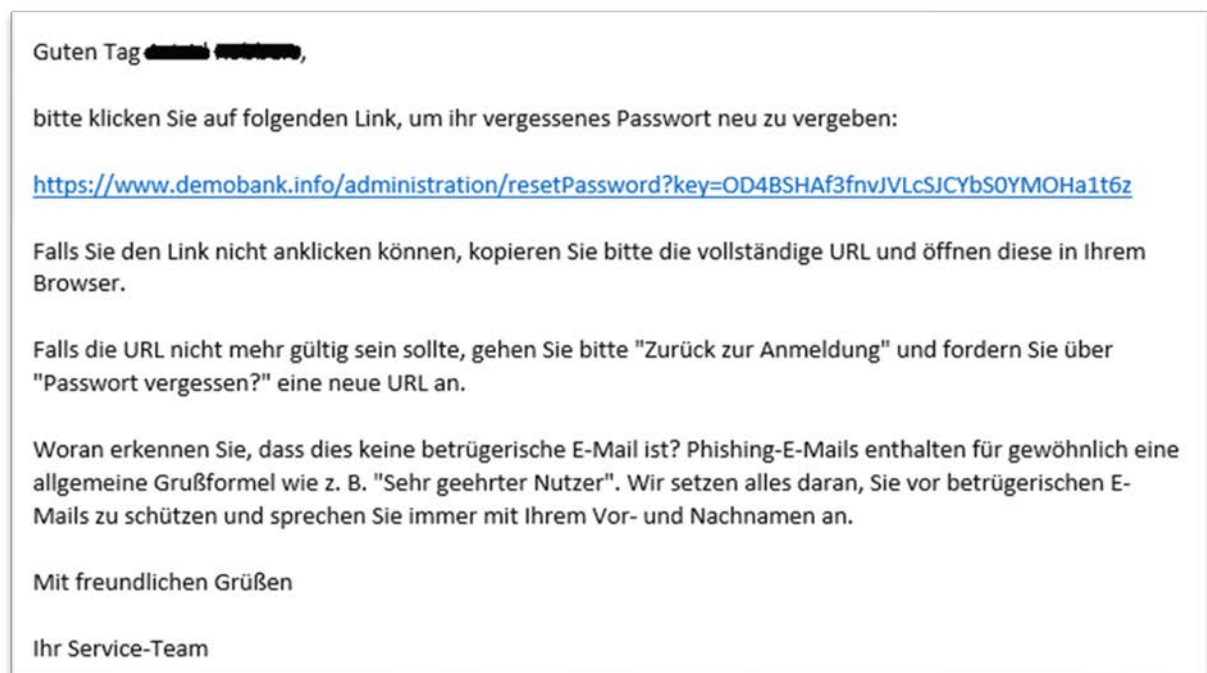 Guten Tag ,
bitte klicken Sie auf folgenden Link, um ihr vergessenes Passwort neu zu vergeben:
https://www.demobank.info/administration/resetPassword?key=OD4BSHAf3fnvJVLcSJCYbS0YMOHa1t6z
Falls Sie den Link nicht anklicken können, kopieren Sie bitte die vollständige URL und öffnen diese in Ihrem
Browser.
Falls die URL nicht mehr gültig sein sollte, gehen Sie bitte "Zurück zur Anmeldung" und fordern Sie über
"Passwort vergessen?" eine neue URL an.
Woran erkennen Sie, dass dies keine betrügerische E-Mail ist? Phishing-E-Mails enthalten für gewöhnlich eine
allgemeine Grußformel wie z. B. "Sehr geehrter Nutzer". Wir setzen alles daran, Sie vor betrügerischen E-
Mails zu schützen und sprechen Sie immer mit Ihrem Vor- und Nachnamen an.
Mit freundlichen Grüßen
Ihr Service-Team